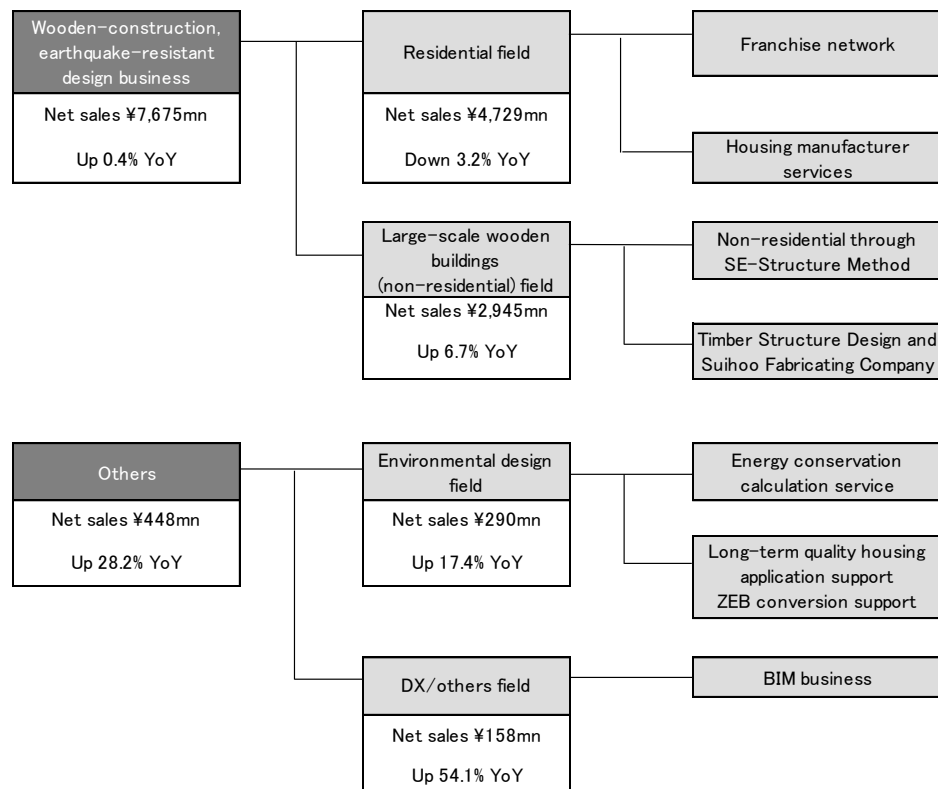 Wooden-construction,
earthquake-resistant
design business
Net sales ¥7,675mn
Up 0.4% YoY
Residential field
Net sales ¥4,729mn
Down 3.2% YoY
Franchise network
Housing manufacturer
services
Large-scale wooden
buildings
(non-residential) field
Net sales ¥2,945mn
Up 6.7% YoY
Non-residential through
SE-Structure Method
Timber Structure Design and
Suihoo Fabricating Company
Others
Net sales ¥448mn
Up 28.2% YoY
Environmental design
field
Net sales ¥290mn
Up 17.4% YoY
Energy conservation
calculation service
Long-term quality housing
application support
ZEB conversion support
DX/others field
Net sales ¥158mn
Up 54.1% YoY
BIM business